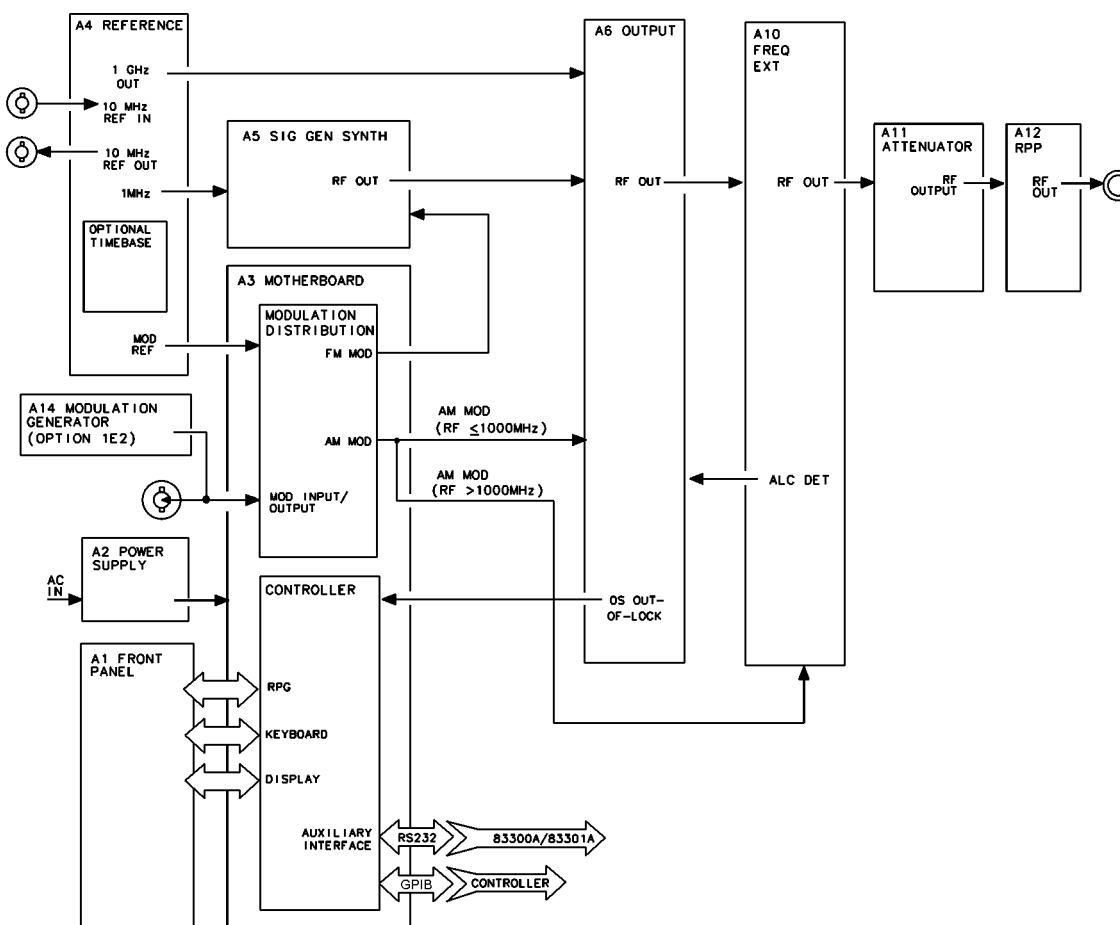 A4 REFERENCE
1 GHz
OUT
10 MHz
REF IN
10 MHz
REF OUT
1MHz
OPTIONAL
TIMEBASE
MOD
REF
A5 SIG GEN SYNTH
RF OUT
A3 MOTHERBOARD
MODULATION
DISTRIBUTION
FM MOD
AM MOD
MOD INPUT/
OUTPUT
A14 MODULATION
GENERATOR
(OPTION 1E2)
A2 POWER
SUPPLY
AC
IN
A1 FRONT
PANEL
CONTROLLER
RPG
KEYBOARD
DISPLAY
AUXILIARY
INTERFACE
RS232
83300A/83301A
GPIB
CONTROLLER
AM MOD
(RF ≤1000MHz)
AM MOD
(RF >1000MHz)
A6 OUTPUT
RF OUT
OS OUT-
OF-LOCK
A10
FREQ
EXT
RF OUT
ALC DET
A11
ATTENUATOR
RF
OUTPUT
A12
RPP
RF
OUT